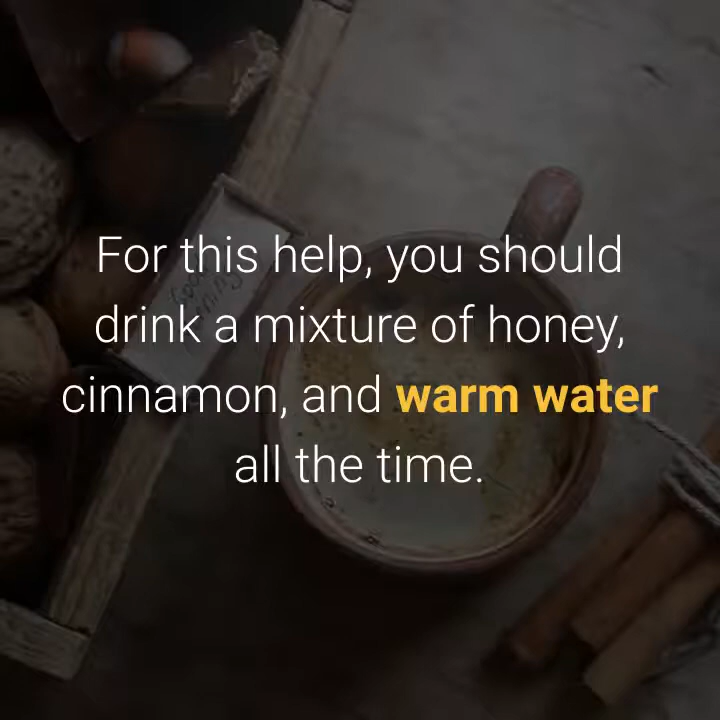 For this help, you should
drink a mixture of honey,
cinnamon, and warm water
all the time.